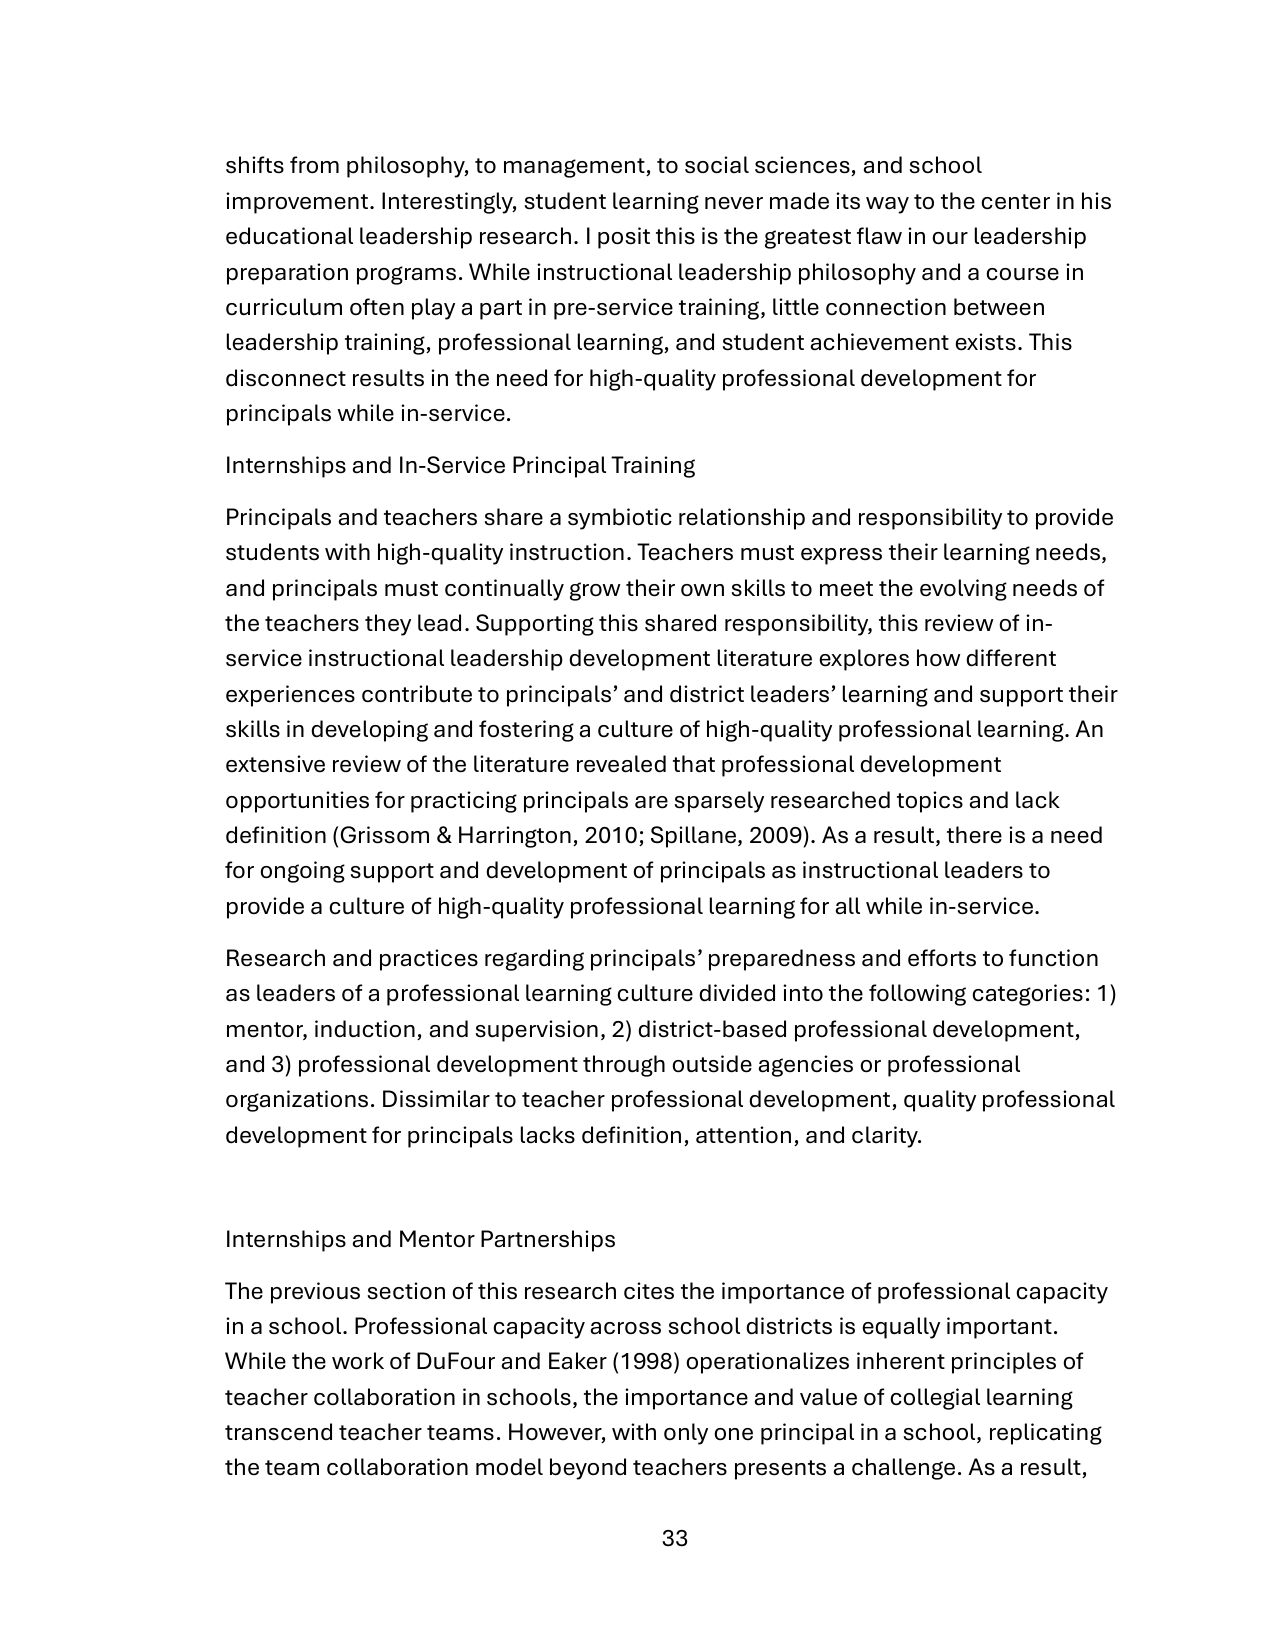 shifts from philosophy, to management, to social sciences, and school
improvement. Interestingly, student learning never made its way to the center in his
educational leadership research. I posit this is the greatest flaw in our leadership
preparation programs. While instructional leadership philosophy and a course in
curriculum often play a part in pre-service training, little connection between
leadership training, professional learning, and student achievement exists. This
disconnect results in the need for high-quality professional development for
principals while in-service.
Internships and In-Service Principal Training
Principals and teachers share a symbiotic relationship and responsibility to provide
students with high-quality instruction. Teachers must express their learning needs,
and principals must continually grow their own skills to meet the evolving needs of
the teachers they lead. Supporting this shared responsibility, this review of in-
service instructional leadership development literature explores how different
experiences contribute to principals’ and district leaders’ learning and support their
skills in developing and fostering a culture of high-quality professional learning. An
extensive review of the literature revealed that professional development
opportunities for practicing principals are sparsely researched topics and lack
definition (Grissom & Harrington, 2010; Spillane, 2009). As a result, there is a need
for ongoing support and development of principals as instructional leaders to
provide a culture of high-quality professional learning for all while in-service.
Research and practices regarding principals’ preparedness and efforts to function
as leaders of a professional learning culture divided into the following categories: 1)
mentor, induction, and supervision, 2) district-based professional development,
and 3) professional development through outside agencies or professional
organizations. Dissimilar to teacher professional development, quality professional
development for principals lacks definition, attention, and clarity.
Internships and Mentor Partnerships
The previous section of this research cites the importance of professional capacity
in a school. Professional capacity across school districts is equally important.
While the work of DuFour and Eaker (1998) operationalizes inherent principles of
teacher collaboration in schools, the importance and value of collegial learning
transcend teacher teams. However, with only one principal in a school, replicating
the team collaboration model beyond teachers presents a challenge. As a result,
33